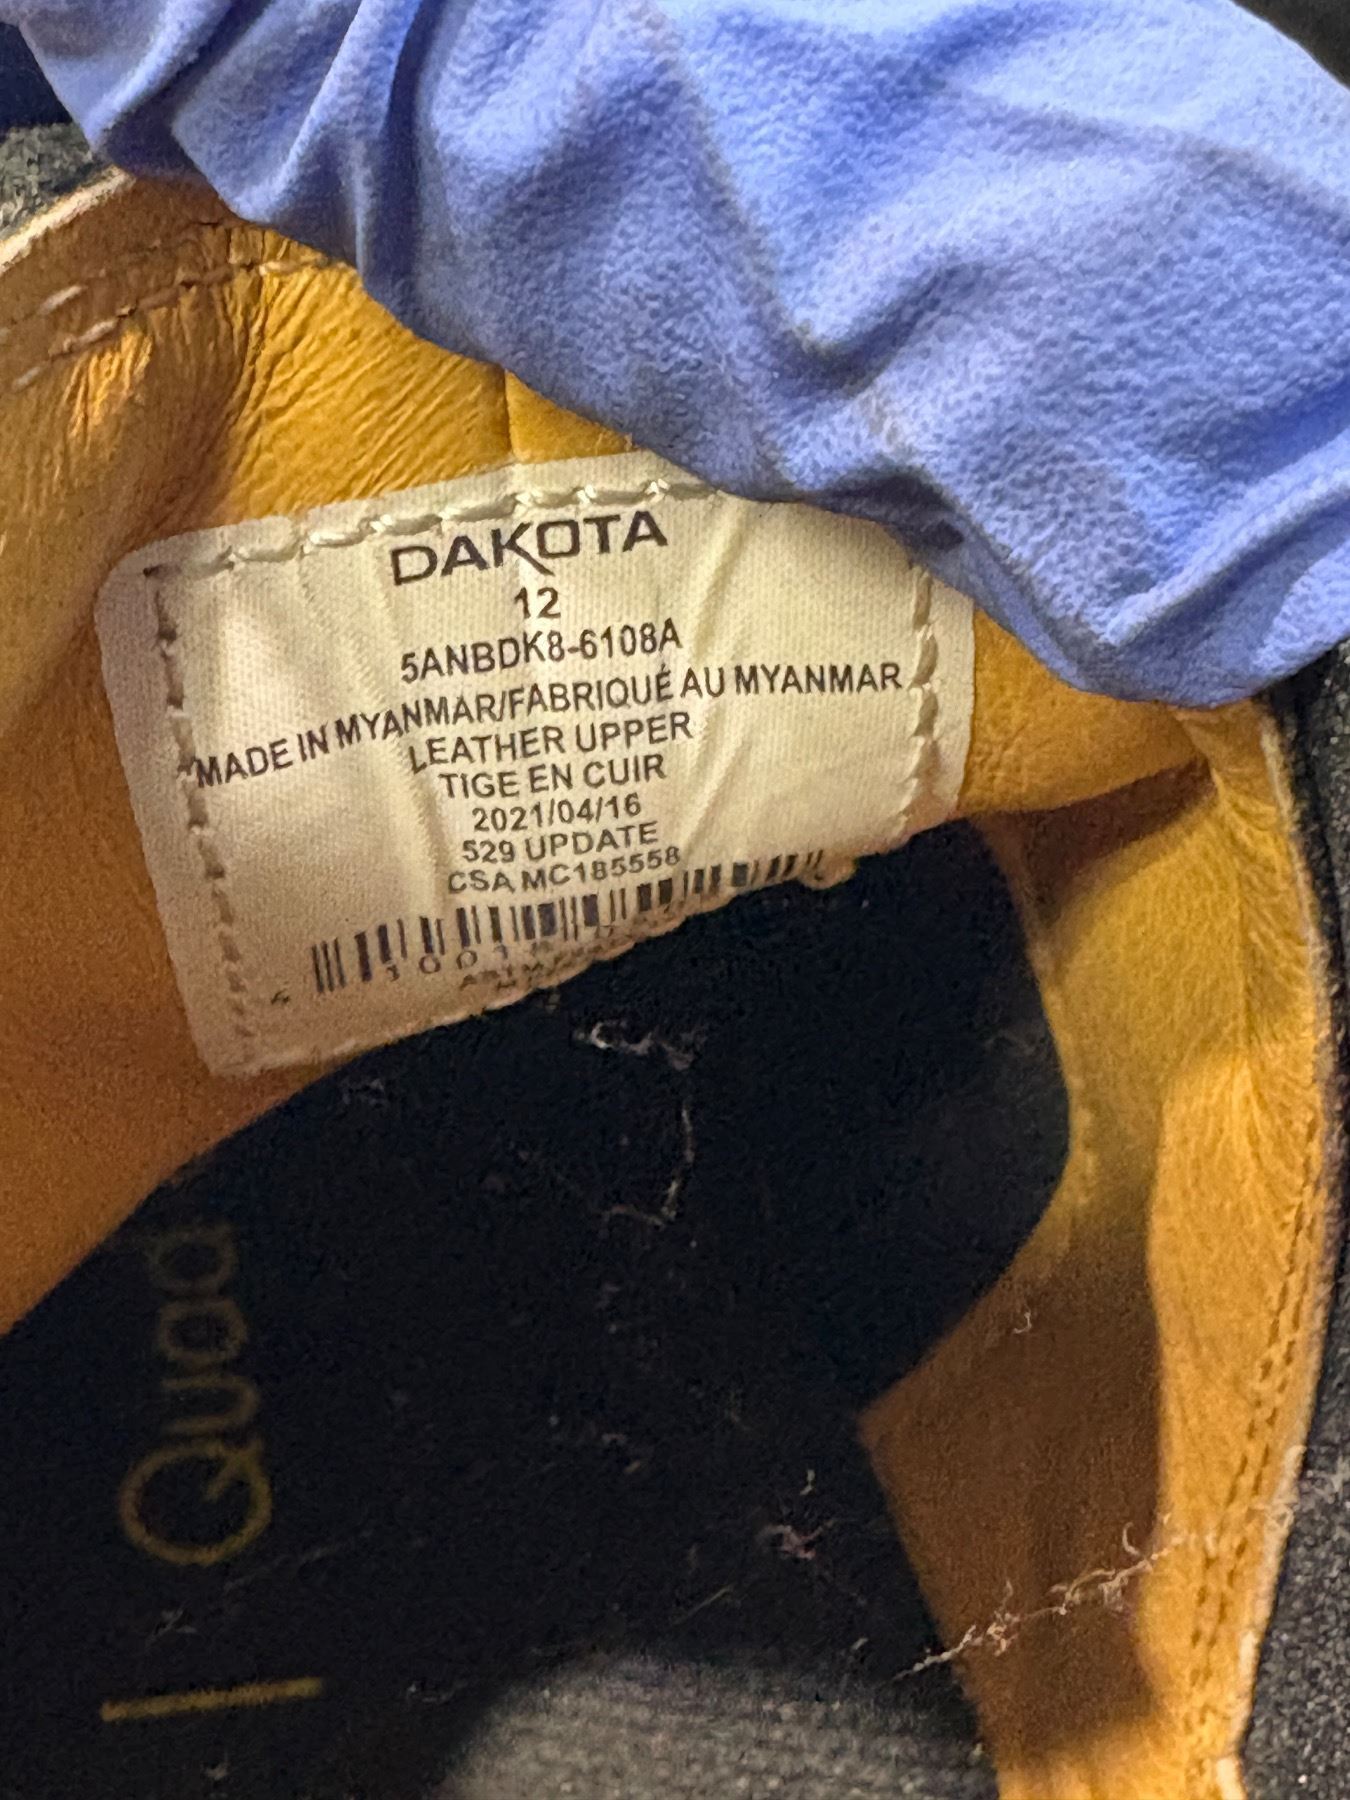 DAKOTA
12
5ANBDK8-6108A
MADE IN MYANMAR/FABRIQUÉ AU MYANMAR
LEATHER UPPER
TIGE EN CUIR
2021/04/16
529 UPDATE
CSA MC185558
Quad